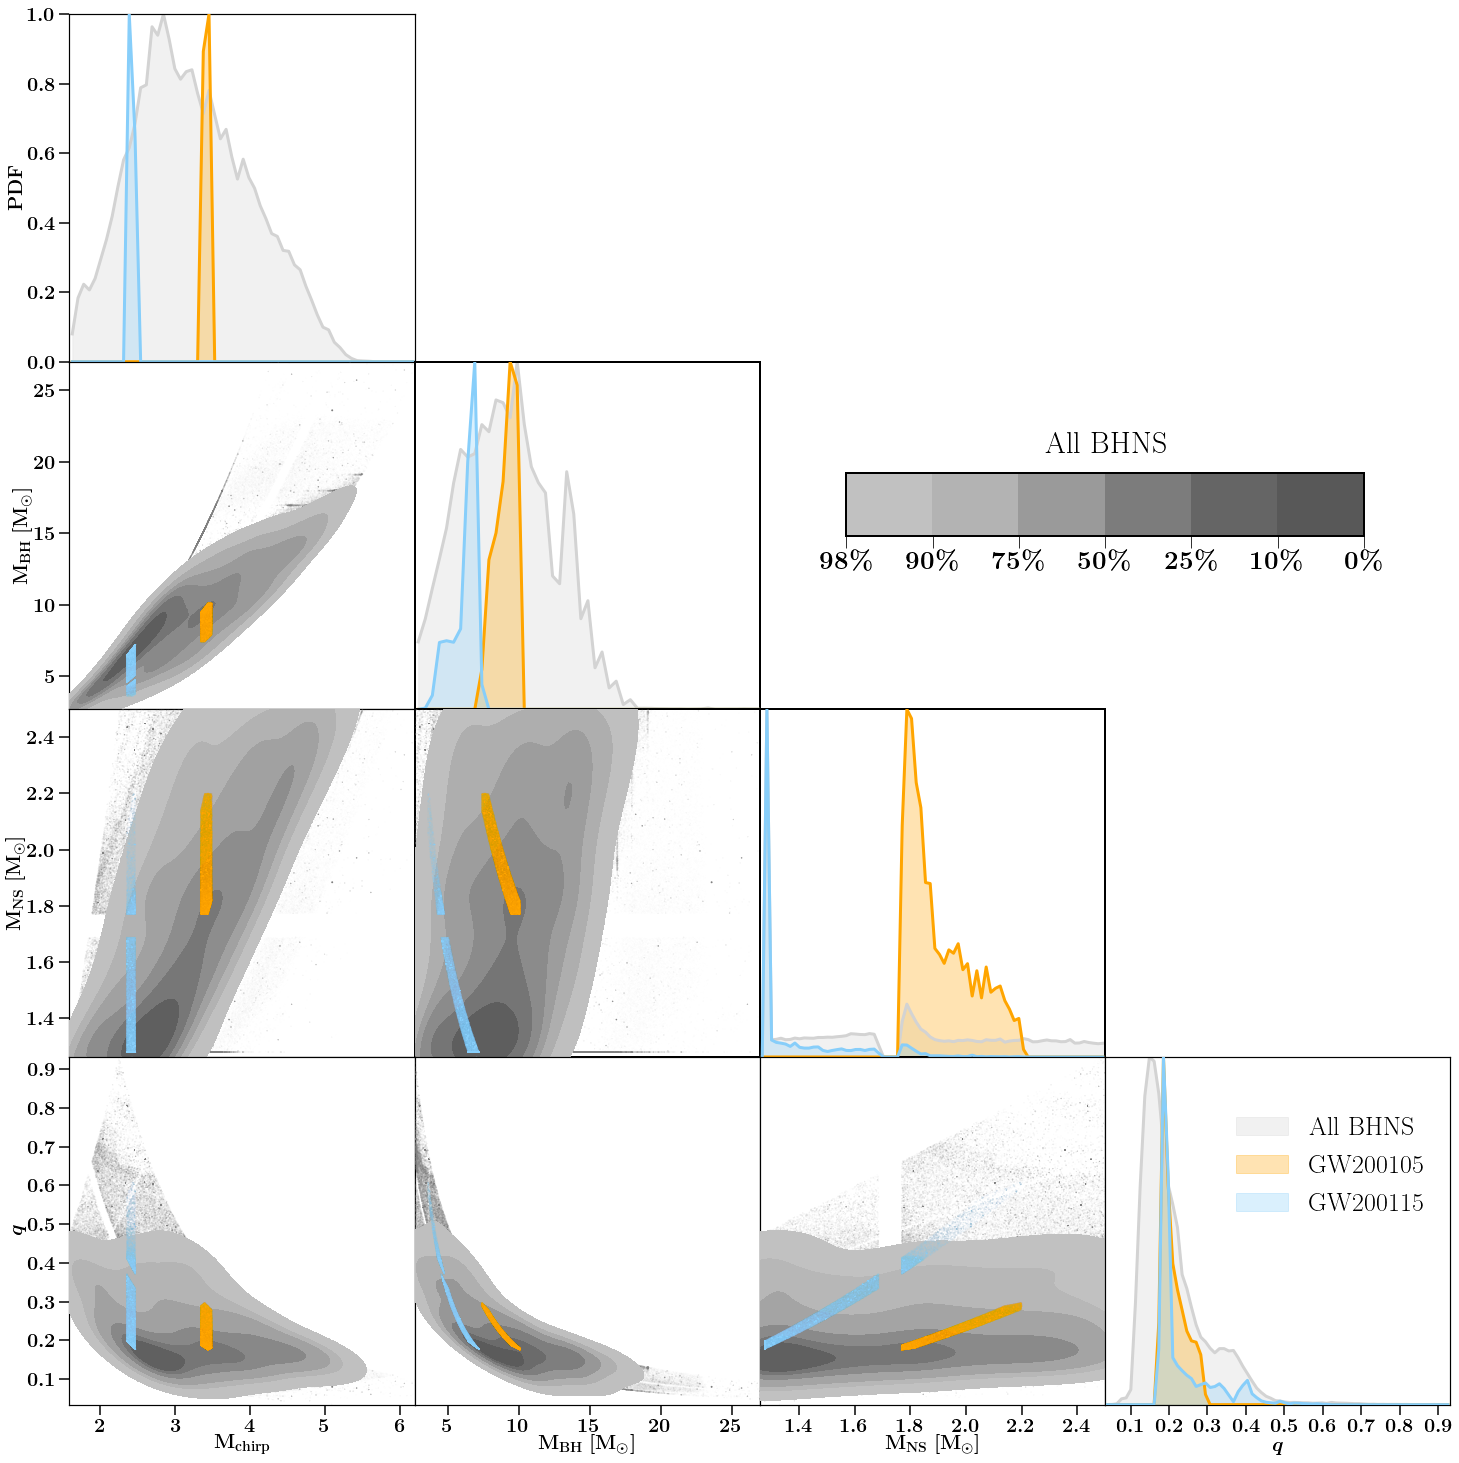 1.0
0.8
0.6
0.4
0.2
0.0
PDF
25
20
15
10
5
M_BH [M_⊙]
All BHNS
98% 90% 75% 50% 25% 10% 0%
2.4
2.2
2.0
1.8
1.6
1.4
M_NS [M_⊙]
0.9
0.8
0.7
0.6
0.5
0.4
0.3
0.2
0.1
q
All BHNS
GW200105
GW200115
2 3 4 5 6
M_chirp
5 10 15 20 25
M_BH [M_⊙]
1.4 1.6 1.8 2.0 2.2 2.4
M_NS [M_⊙]
0.1 0.2 0.3 0.4 0.5 0.6 0.7 0.8 0.9
q